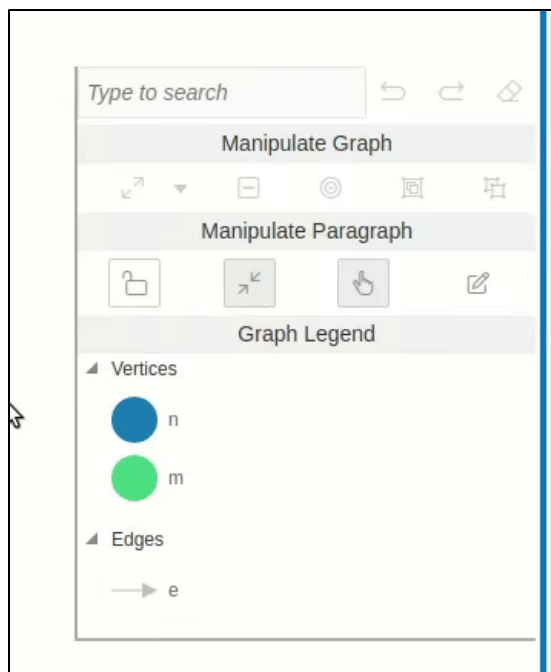 Type to search
Manipulate Graph
Manipulate Paragraph
Graph Legend
Vertices
n
m
Edges
e